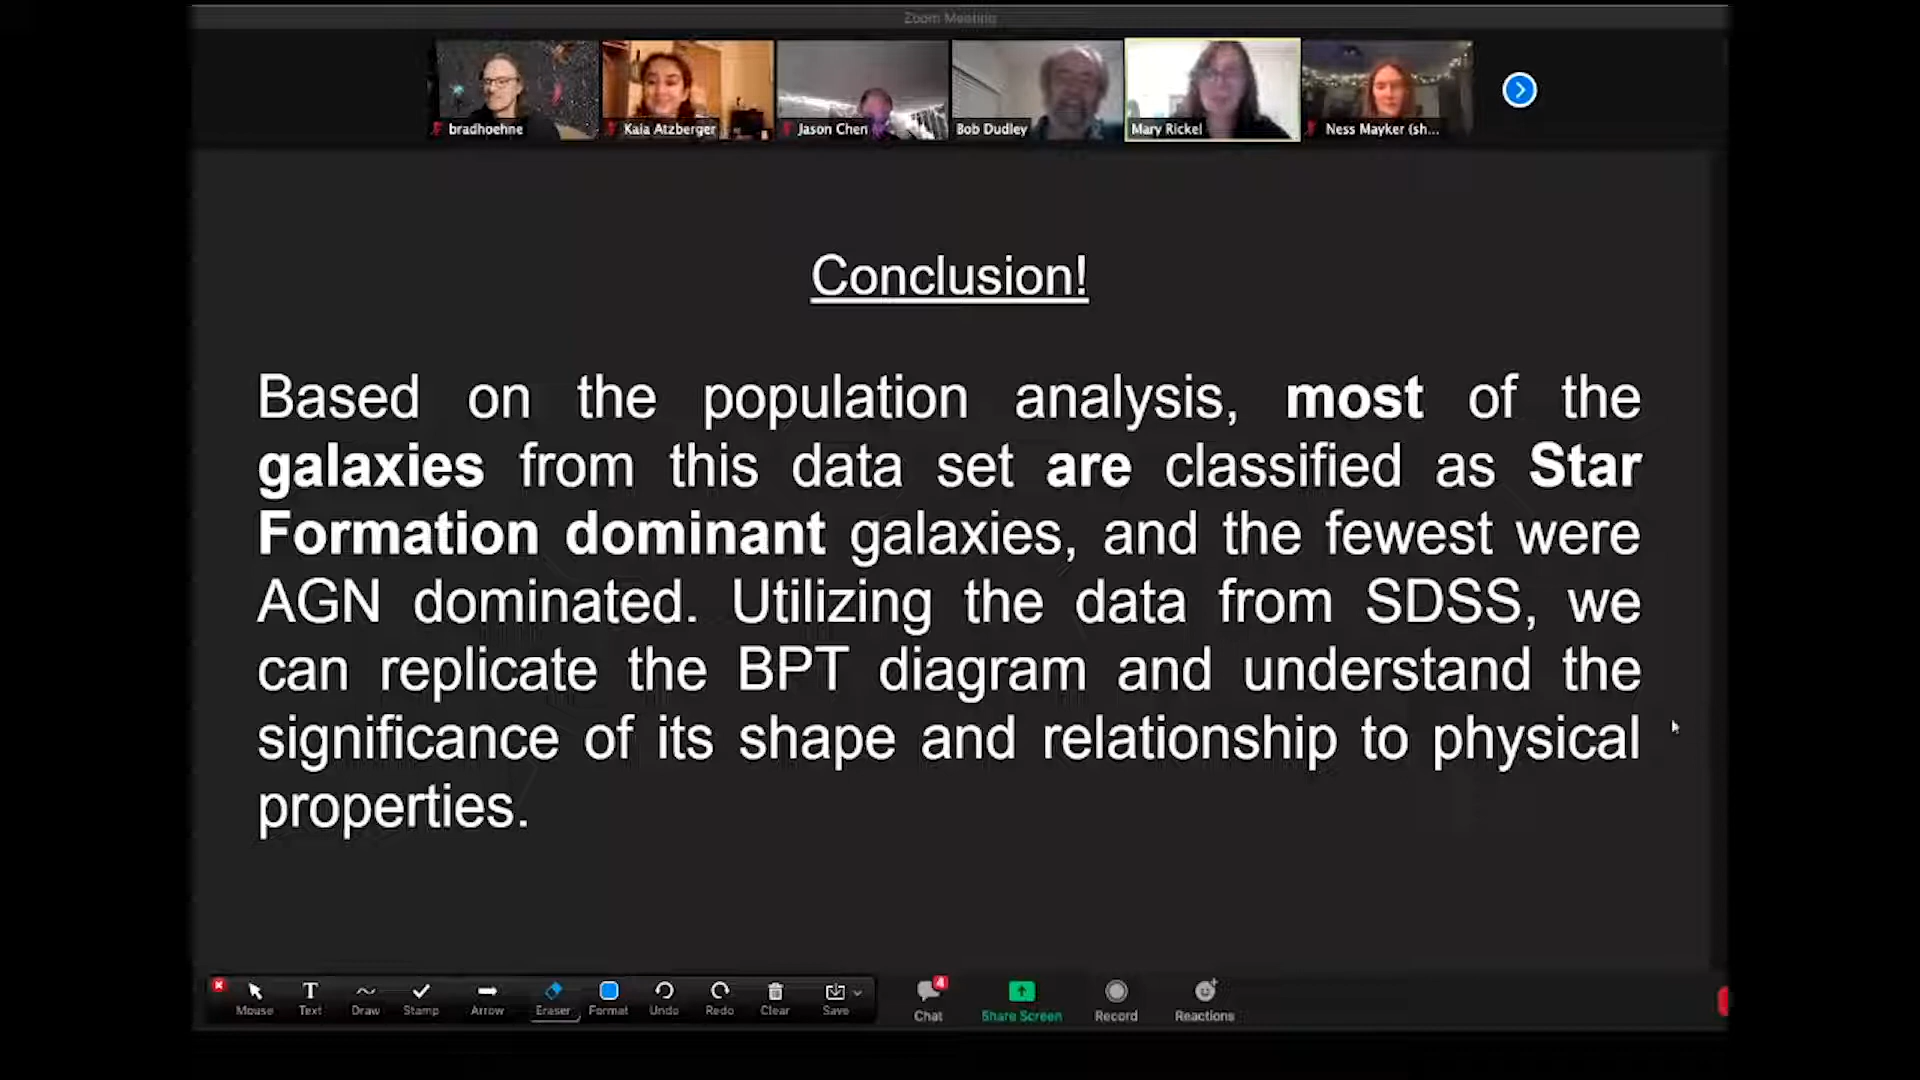 Zoom Meeting
bradhoehne
Kaia Atzberger
Jason Chen
Bob Dudley
Mary Rickel
Ness Mayker (sh...
Conclusion!
Based on the population analysis, most of the
galaxies from this data set are classified as Star
Formation dominant galaxies, and the fewest were
AGN dominated. Utilizing the data from SDSS, we
can replicate the BPT diagram and understand the
significance of its shape and relationship to physical
properties.
Mouse
Text
Draw
Stamp
Arrow
Eraser
Format
Undo
Redo
Clear
Save
4
Chat
Share Screen
Record
Reactions